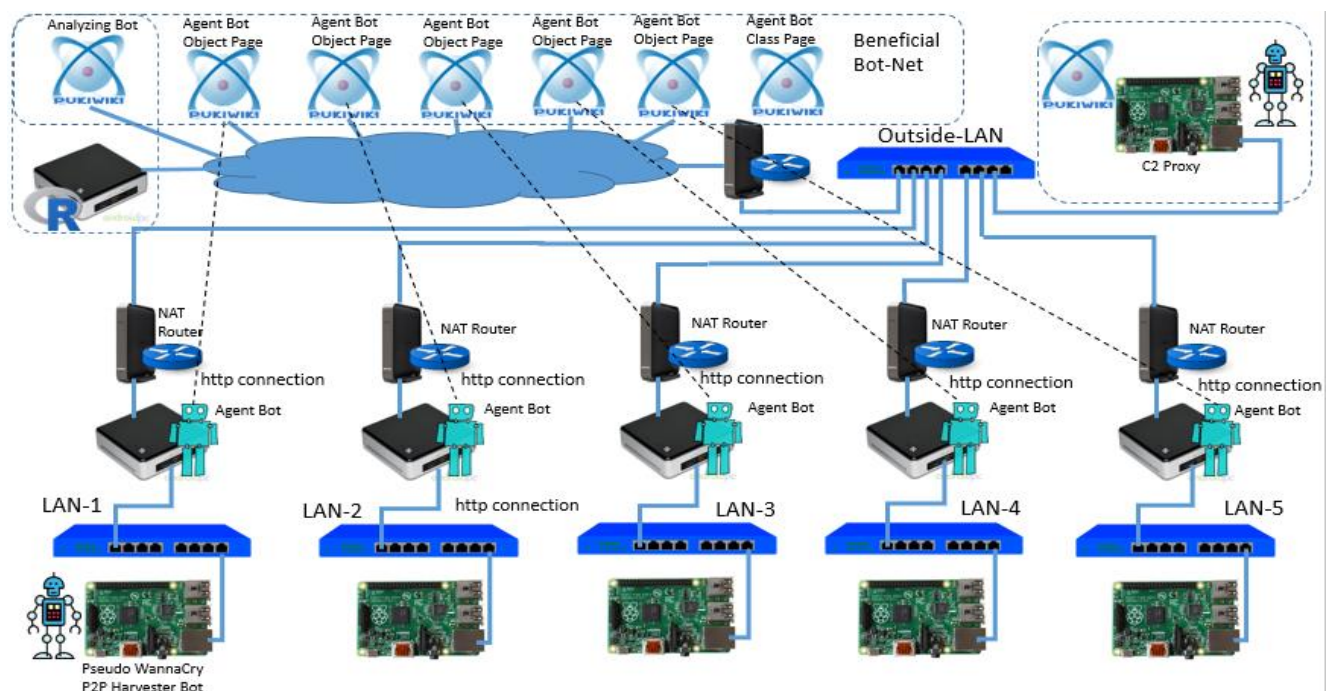 Analyzing Bot
Agent Bot
Object Page
Agent Bot
Object Page
Agent Bot
Object Page
Agent Bot
Object Page
Agent Bot
Object Page
Agent Bot
Class Page
Beneficial
Bot-Net
PUKIWIKI
PUKIWIKI
PUKIWIKI
PUKIWIKI
PUKIWIKI
PUKIWIKI
PUKIWIKI
PUKIWIKI
C2 Proxy
R
Outside-LAN
NAT
Router
NAT Router
NAT Router
NAT Router
NAT Router
http connection
http connection
http connection
http connection
http connection
Agent Bot
Agent Bot
Agent Bot
Agent Bot
Agent Bot
LAN-1
LAN-2
http connection
LAN-3
LAN-4
LAN-5
Pseudo WannaCry
P2P Harvester Bot